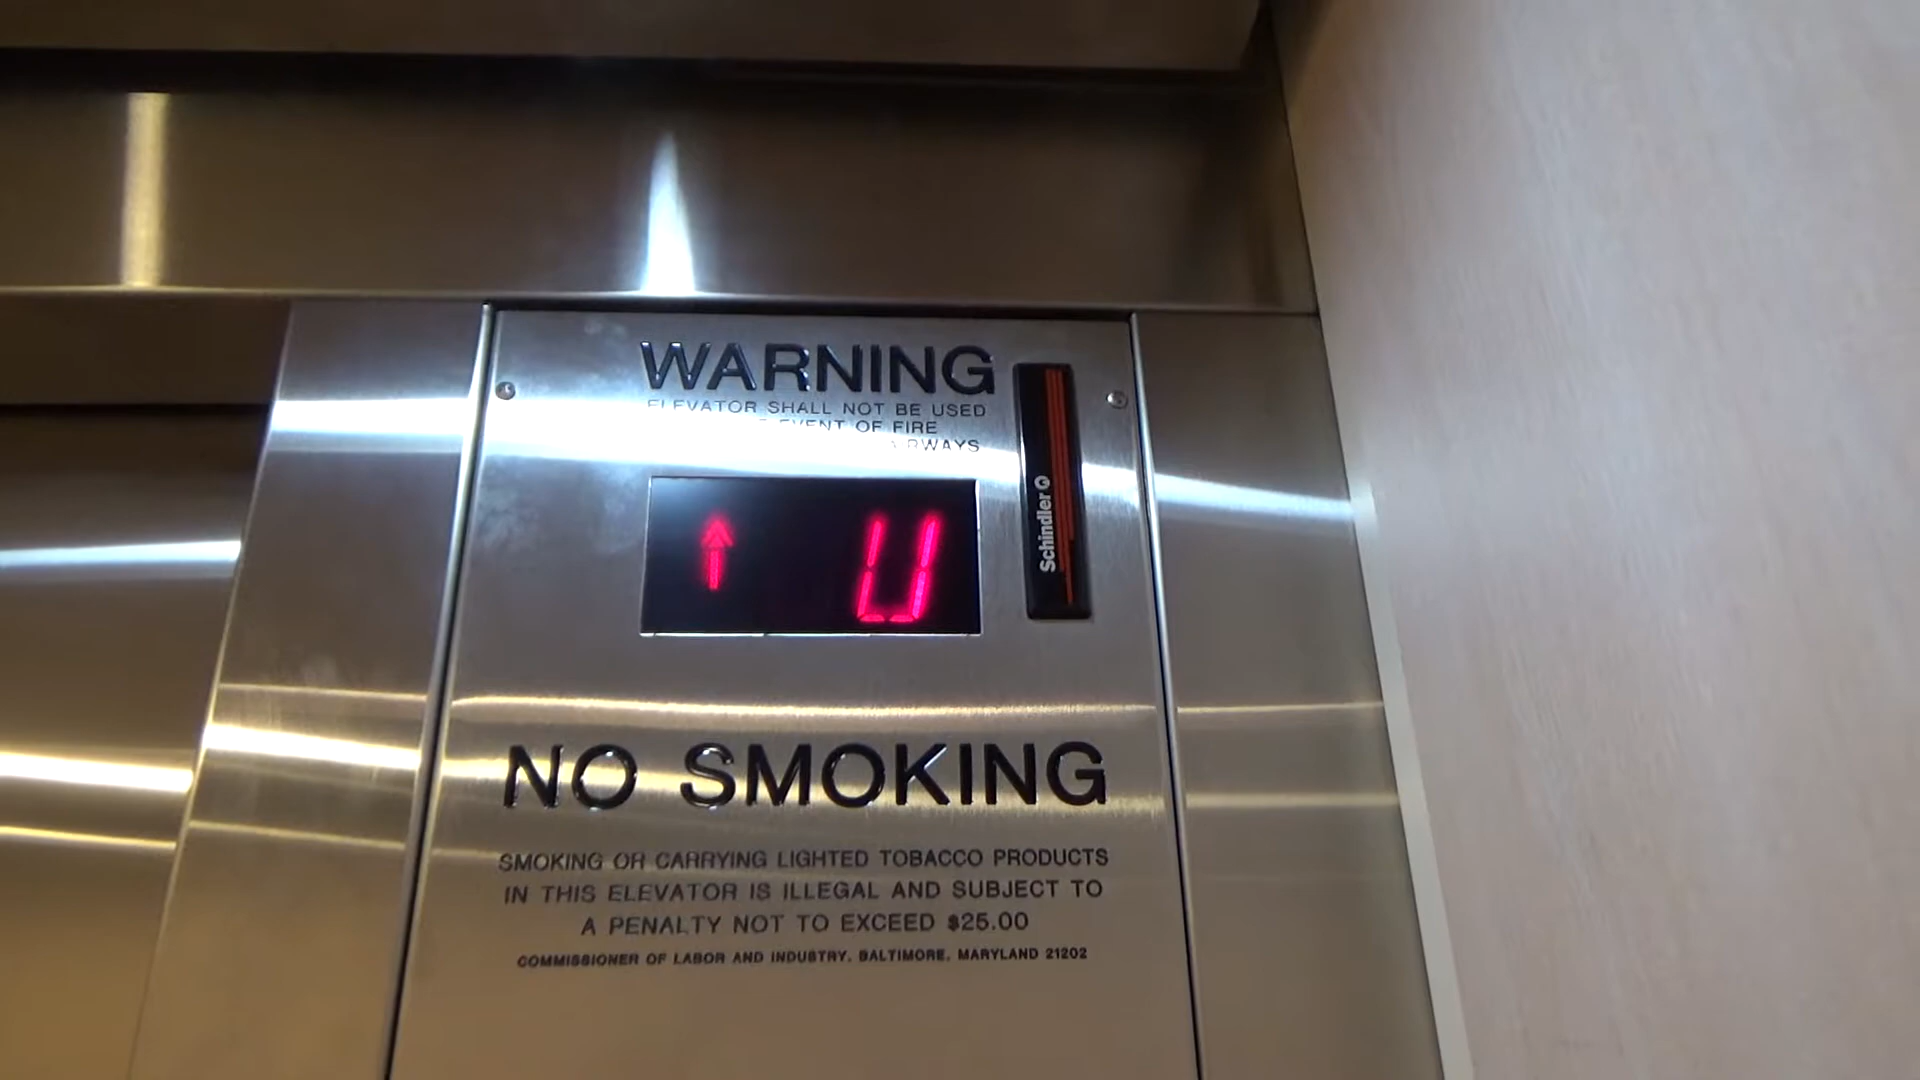 WARNING
ELEVATOR SHALL NOT BE USED
EVENT OF FIRE
Schindler
U
NO SMOKING
SMOKING OR CARRYING LIGHTED TOBACCO PRODUCTS
IN THIS ELEVATOR IS ILLEGAL AND SUBJECT TO
A PENALTY NOT TO EXCEED $25.00
COMMISSIONER OF LABOR AND INDUSTRY, BALTIMORE, MARYLAND 21202